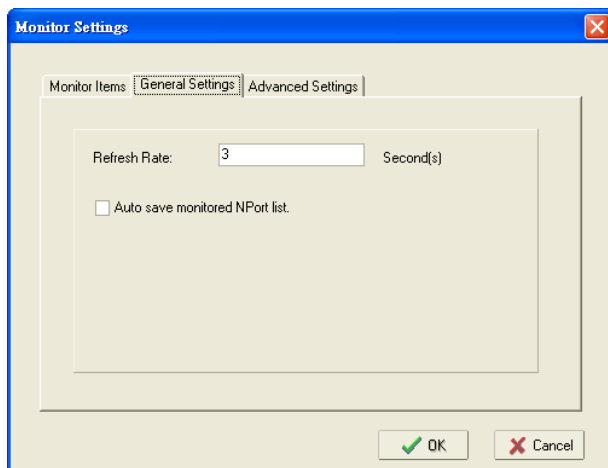 Monitor Settings
Monitor Items General Settings Advanced Settings
Refresh Rate: 3 Second(s)
Auto save monitored NPort list.
OK Cancel